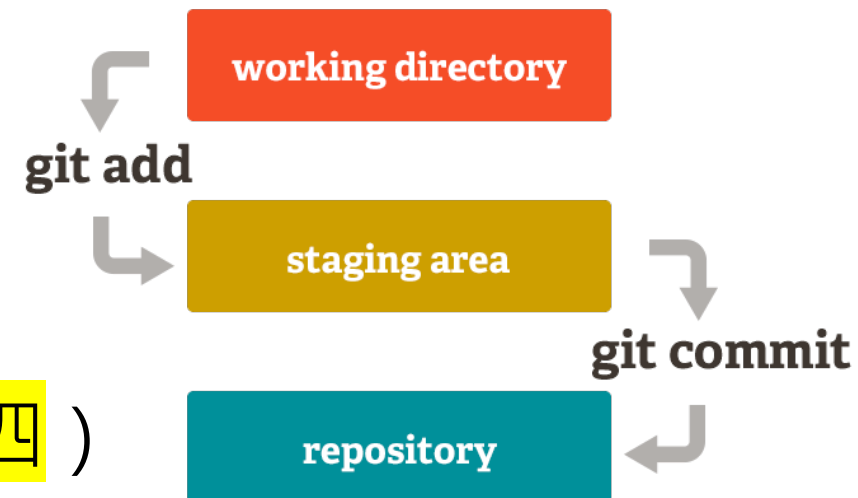 working directory
git add
staging area
git commit
四 )
repository